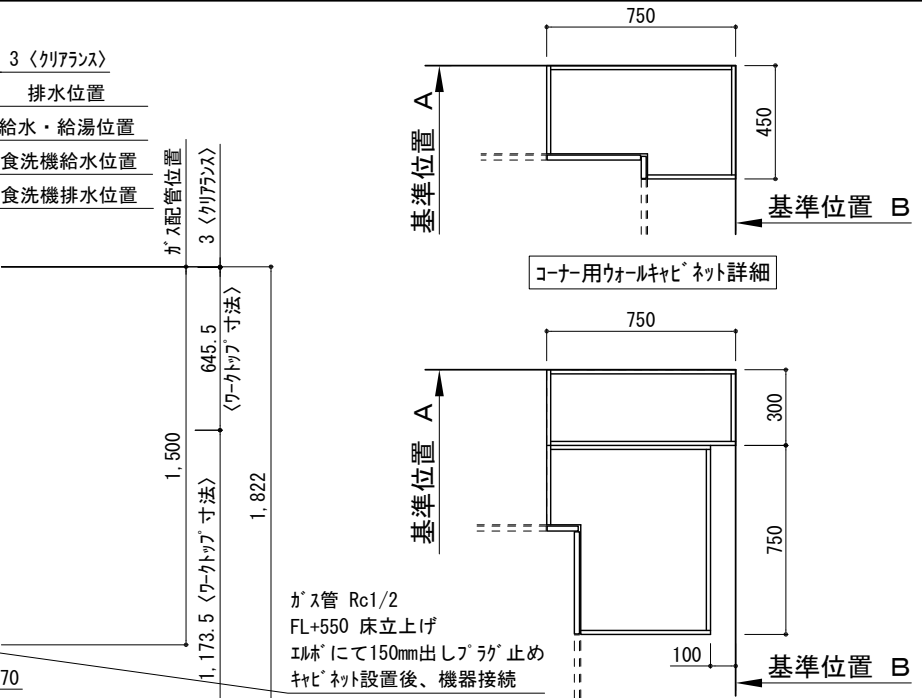 3〈クリアランス〉
排水位置
給水・給湯位置
食洗機給水位置
食洗機排水位置
ガス配管位置
3〈クリアランス〉
645.5
〈ワークトップ寸法〉
1,500
1,173.5〈ワークトップ寸法〉
1,822
70
ガス管 Rc1/2
FL+550 床立上げ
エルボにて150mm出しプラグ止め
キャビネット設置後、機器接続
750
450
基準位置 A
基準位置 B
コーナー用ウォールキャビネット詳細
750
300
750
100
基準位置 A
基準位置 B